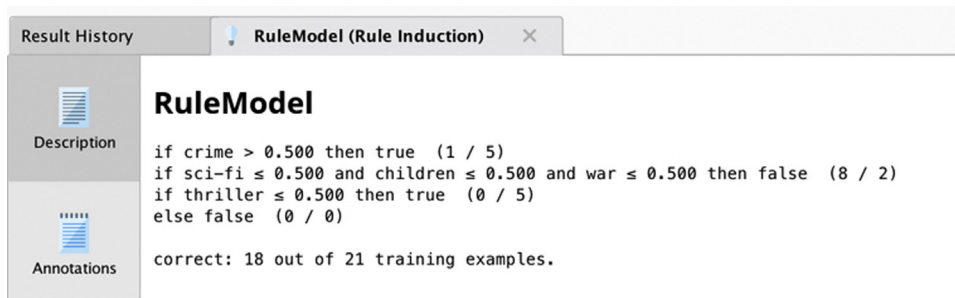 Result History
RuleModel (Rule Induction)
RuleModel
Description
if crime > 0.500 then true (1 / 5)
if sci-fi ≤ 0.500 and children ≤ 0.500 and war ≤ 0.500 then false (8 / 2)
if thriller ≤ 0.500 then true (0 / 5)
else false (0 / 0)
Annotations
correct: 18 out of 21 training examples.